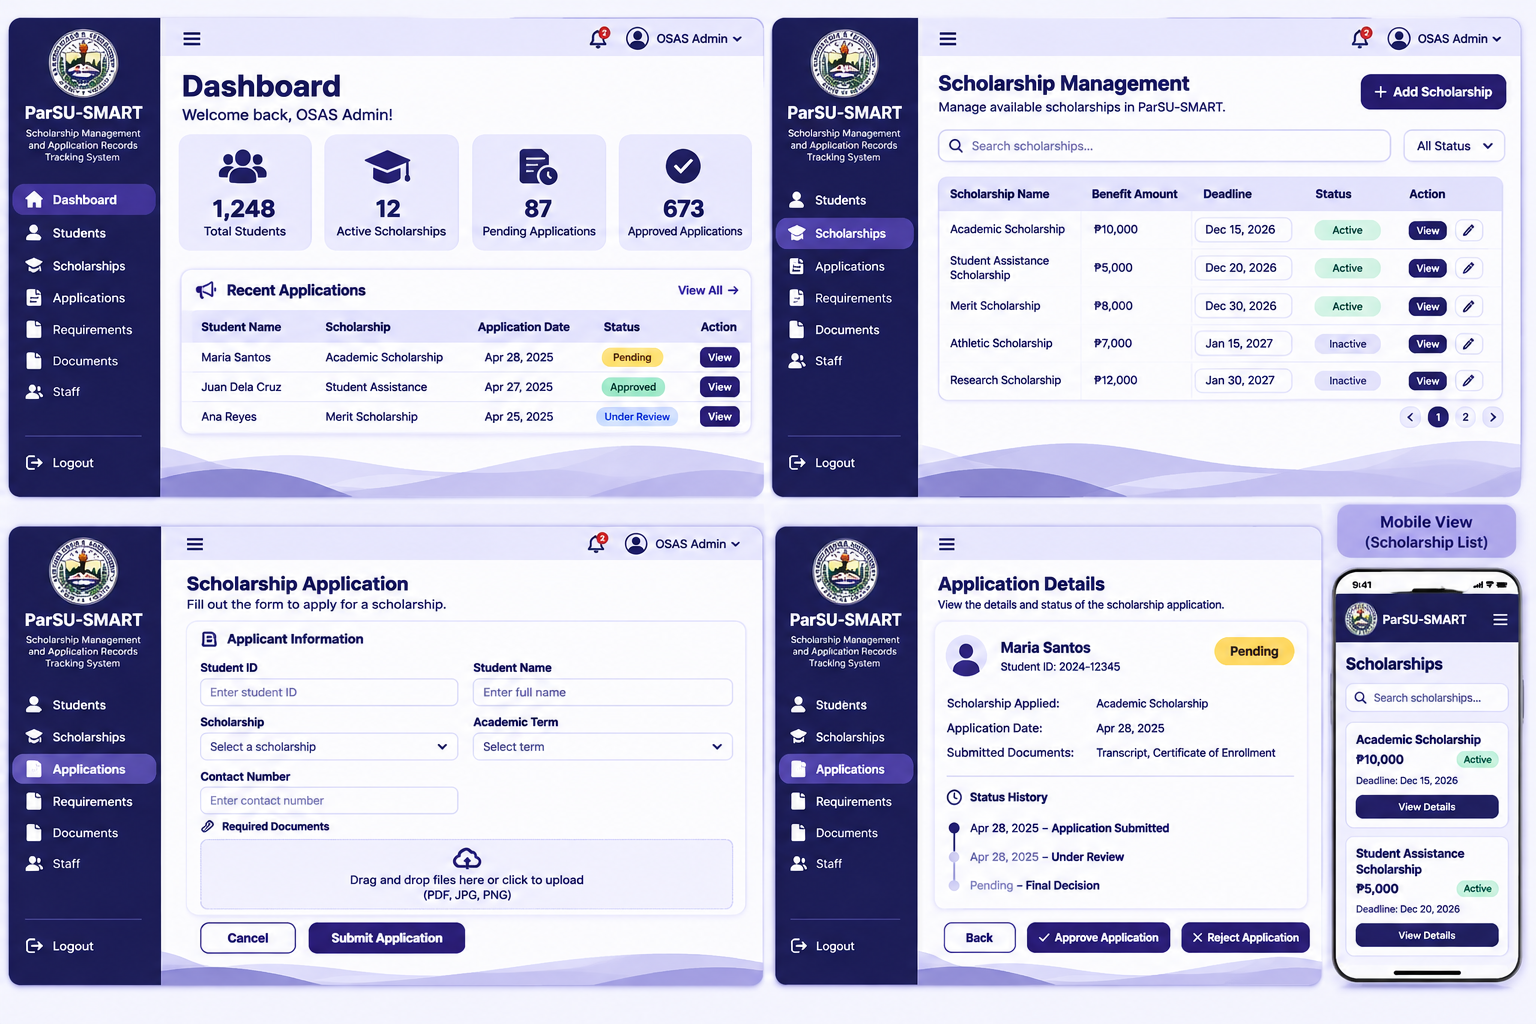 ParSU-SMART
Scholarship Management
and Application Records
Tracking System
Dashboard
Students
Scholarships
Applications
Requirements
Documents
Staff
Logout
2
OSAS Admin
Dashboard
Welcome back, OSAS Admin!
1,248
Total Students
12
Active Scholarships
87
Pending Applications
673
Approved Applications
Recent Applications
View All →
Student Name Scholarship Application Date Status Action
Maria Santos Academic Scholarship Apr 28, 2025 Pending View
Juan Dela Cruz Student Assistance Apr 27, 2025 Approved View
Ana Reyes Merit Scholarship Apr 25, 2025 Under Review View
ParSU-SMART
Scholarship Management
and Application Records
Tracking System
Students
Scholarships
Applications
Requirements
Documents
Staff
Logout
2
OSAS Admin
Scholarship Management
Manage available scholarships in ParSU-SMART.
+ Add Scholarship
Search scholarships...
All Status
Scholarship Name Benefit Amount Deadline Status Action
Academic Scholarship ₱10,000 Dec 15, 2026 Active View
Student Assistance
Scholarship ₱5,000 Dec 20, 2026 Active View
Merit Scholarship ₱8,000 Dec 30, 2026 Active View
Athletic Scholarship ₱7,000 Jan 15, 2027 Inactive View
Research Scholarship ₱12,000 Jan 30, 2027 Inactive View
< 1 2 >
ParSU-SMART
Scholarship Management
and Application Records
Tracking System
Students
Scholarships
Applications
Requirements
Documents
Staff
Logout
2
OSAS Admin
Scholarship Application
Fill out the form to apply for a scholarship.
Applicant Information
Student ID Student Name
Enter student ID Enter full name
Scholarship Academic Term
Select a scholarship Select term
Contact Number
Enter contact number
Required Documents
Drag and drop files here or click to upload
(PDF, JPG, PNG)
Cancel Submit Application
ParSU-SMART
Scholarship Management
and Application Records
Tracking System
Students
Scholarships
Applications
Requirements
Documents
Staff
Logout
Application Details
View the details and status of the scholarship application.
Maria Santos
Student ID: 2024-12345
Pending
Scholarship Applied: Academic Scholarship
Application Date: Apr 28, 2025
Submitted Documents: Transcript, Certificate of Enrollment
Status History
Apr 28, 2025 – Application Submitted
Apr 28, 2025 – Under Review
Pending – Final Decision
Back Approve Application Reject Application
Mobile View
(Scholarship List)
9:41
ParSU-SMART
Scholarships
Search scholarships...
Academic Scholarship
₱10,000 Active
Deadline: Dec 15, 2026
View Details
Student Assistance
Scholarship
₱5,000 Active
Deadline: Dec 20, 2026
View Details